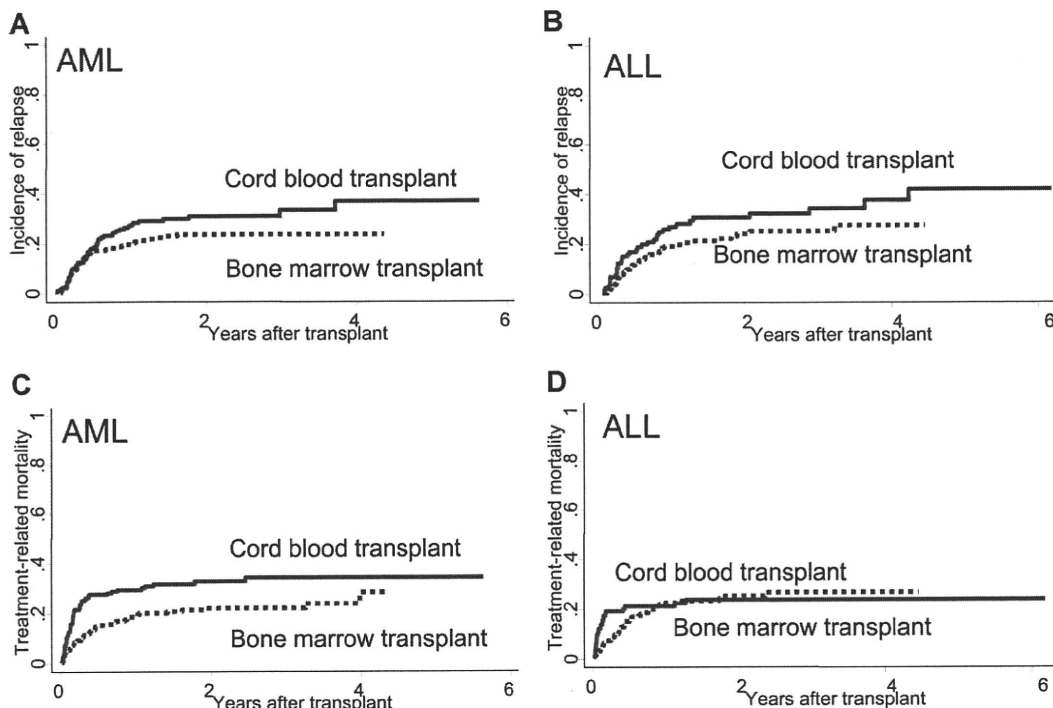 A
AML
Incidence of relapse
0 .2 .4 .6 .8 1
Cord blood transplant
Bone marrow transplant
0 2 4 6
Years after transplant
B
ALL
Incidence of relapse
0 .2 .4 .6 .8 1
Cord blood transplant
Bone marrow transplant
0 2 4 6
Years after transplant
C
AML
Treatment-related mortality
0 .2 .4 .6 .8 1
Cord blood transplant
Bone marrow transplant
0 2 4 6
Years after transplant
D
ALL
Treatment-related mortality
0 .2 .4 .6 .8 1
Cord blood transplant
Bone marrow transplant
0 2 4 6
Years after transplant